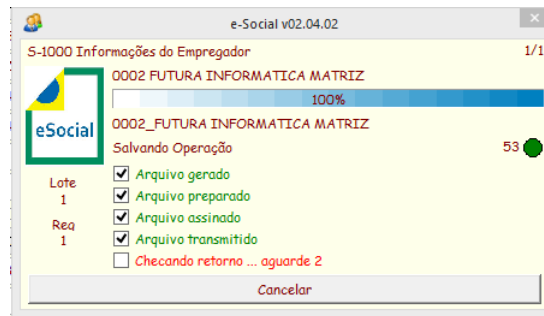 e-Social v02.04.02
S-1000 Informações do Empregador 1/1
0002 FUTURA INFORMATICA MATRIZ
100%
eSocial
0002_FUTURA INFORMATICA MATRIZ
Salvando Operação 53
Lote
1
Reg
1
Arquivo gerado
Arquivo preparado
Arquivo assinado
Arquivo transmitido
Checando retorno ... aguarde 2
Cancelar